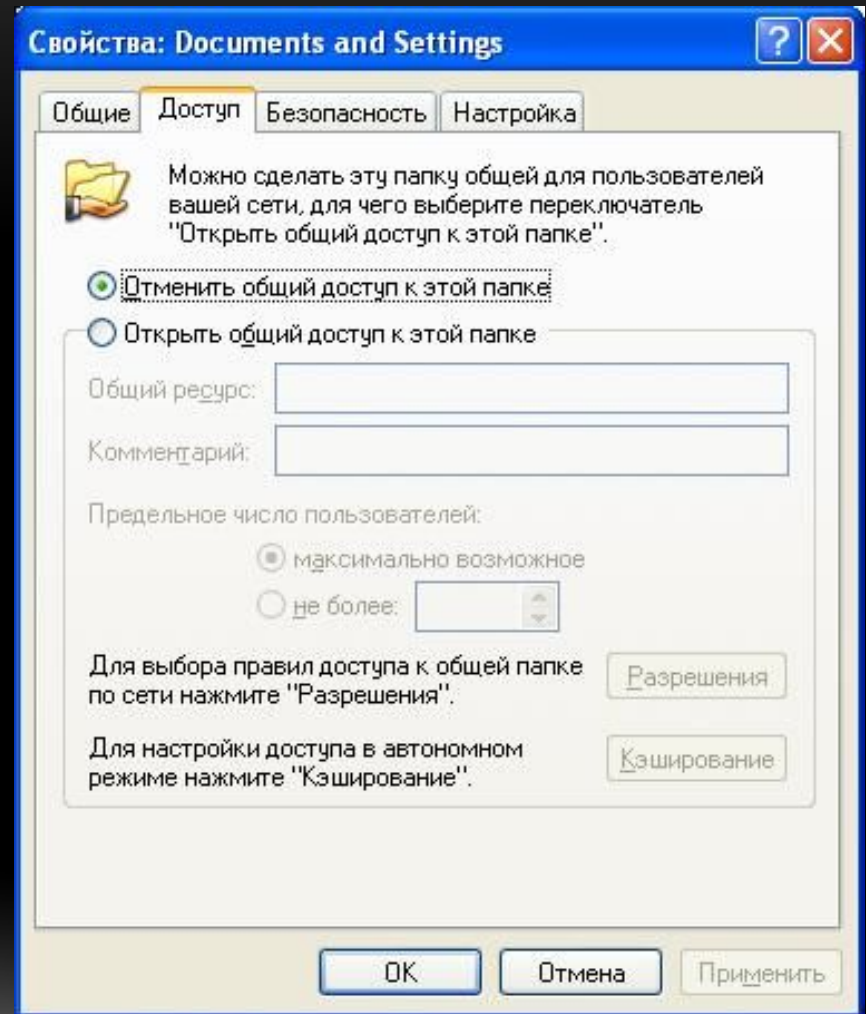 Свойства: Documents and Settings
Общие Доступ Безопасность Настройка
Можно сделать эту папку общей для пользователей
вашей сети, для чего выберите переключатель
"Открыть общий доступ к этой папке".
Отменить общий доступ к этой папке
Открыть общий доступ к этой папке
Общий ресурс:
Комментарий:
Предельное число пользователей:
максимально возможное
не более:
Для выбора правил доступа к общей папке
по сети нажмите "Разрешения".
Разрешения
Для настройки доступа в автономном
режиме нажмите "Кэширование".
Кэширование
OK Отмена Применить